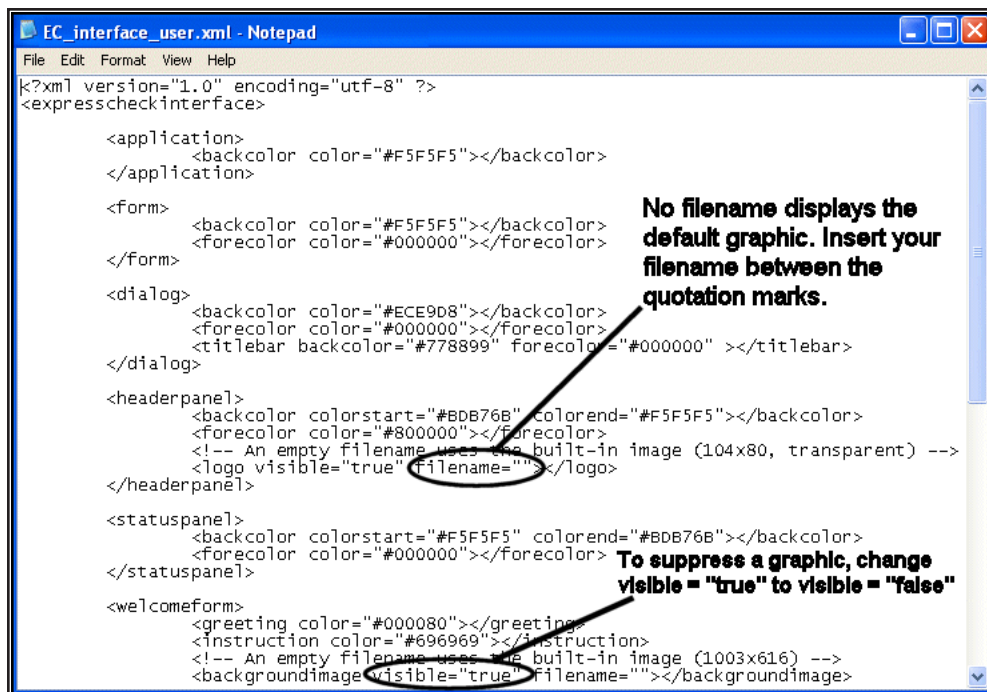 EC_interface_user.xml - Notepad
File Edit Format View Help
<?xml version="1.0" encoding="utf-8" ?>
<expresscheckinterface>
<application>
<backcolor color="#F5F5F5"></backcolor>
</application>
<form>
<backcolor color="#F5F5F5"></backcolor>
<forecolor color="#000000"></forecolor>
</form>
No filename displays the
default graphic. Insert your
filename between the
quotation marks.
<dialog>
<backcolor color="#ECE9D8"></backcolor>
<forecolor color="#000000"></forecolor>
<titlebar backcolor="#778899" forecolor="#000000" ></titlebar>
</dialog>
<headerpanel>
<backcolor colorstart="#BDB76B" colorend="#F5F5F5"></backcolor>
<forecolor color="#800000"></forecolor>
<!-- An empty filename uses the built-in image (104x80, transparent) -->
<logo visible="true" filename=""></logo>
</headerpanel>
<statuspanel>
<backcolor colorstart="#F5F5F5" colorend="#BDB76B"></backcolor>
<forecolor color="#000000"></forecolor>
</statuspanel>
To suppress a graphic, change
visible = "true" to visible = "false"
<welcomeform>
<greeting color="#000080"></greeting>
<instruction color="#696969"></instruction>
<!-- An empty filename uses the built-in image (1003x616) -->
<backgroundimage visible="true" filename=""></backgroundimage>